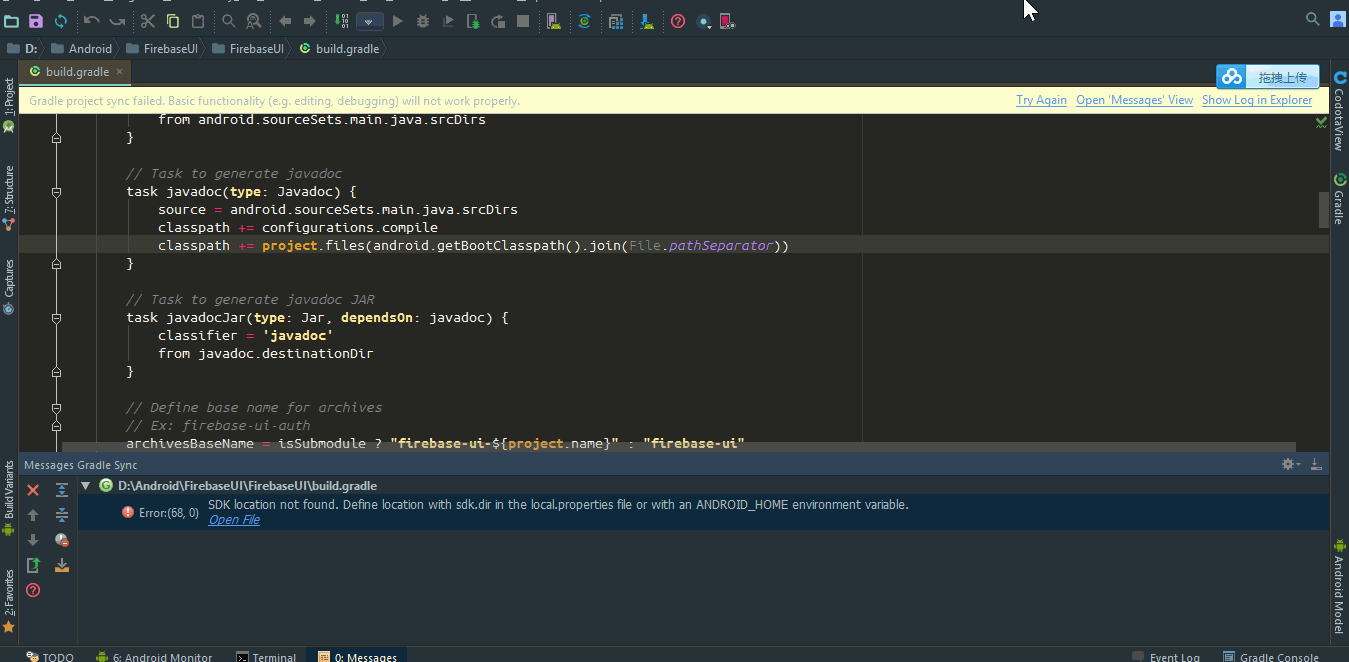 D: Android FirebaseUI FirebaseUI build.gradle
build.gradle
拖拽上传
Gradle project sync failed. Basic functionality (e.g. editing, debugging) will not work properly.
Try Again Open 'Messages' View Show Log in Explorer
1: Project
7: Structure
Captures
Build Variants
2: Favorites
from android.sourceSets.main.java.srcDirs
}
// Task to generate javadoc
task javadoc(type: Javadoc) {
source = android.sourceSets.main.java.srcDirs
classpath += configurations.compile
classpath += project.files(android.getBootClasspath().join(File.pathSeparator))
}
// Task to generate javadoc JAR
task javadocJar(type: Jar, dependsOn: javadoc) {
classifier = 'javadoc'
from javadoc.destinationDir
}
// Define base name for archives
// Ex: firebase-ui-auth
archivesBaseName = isSubmodule ? "firebase-ui-${project.name}" : "firebase-ui"
CodotaView
Gradle
Android Model
Messages Gradle Sync
D:\Android\FirebaseUI\FirebaseUI\build.gradle
Error:(68, 0) SDK location not found. Define location with sdk.dir in the local.properties file or with an ANDROID_HOME environment variable.
Open File
TODO 6: Android Monitor Terminal 0: Messages Event Log Gradle Console